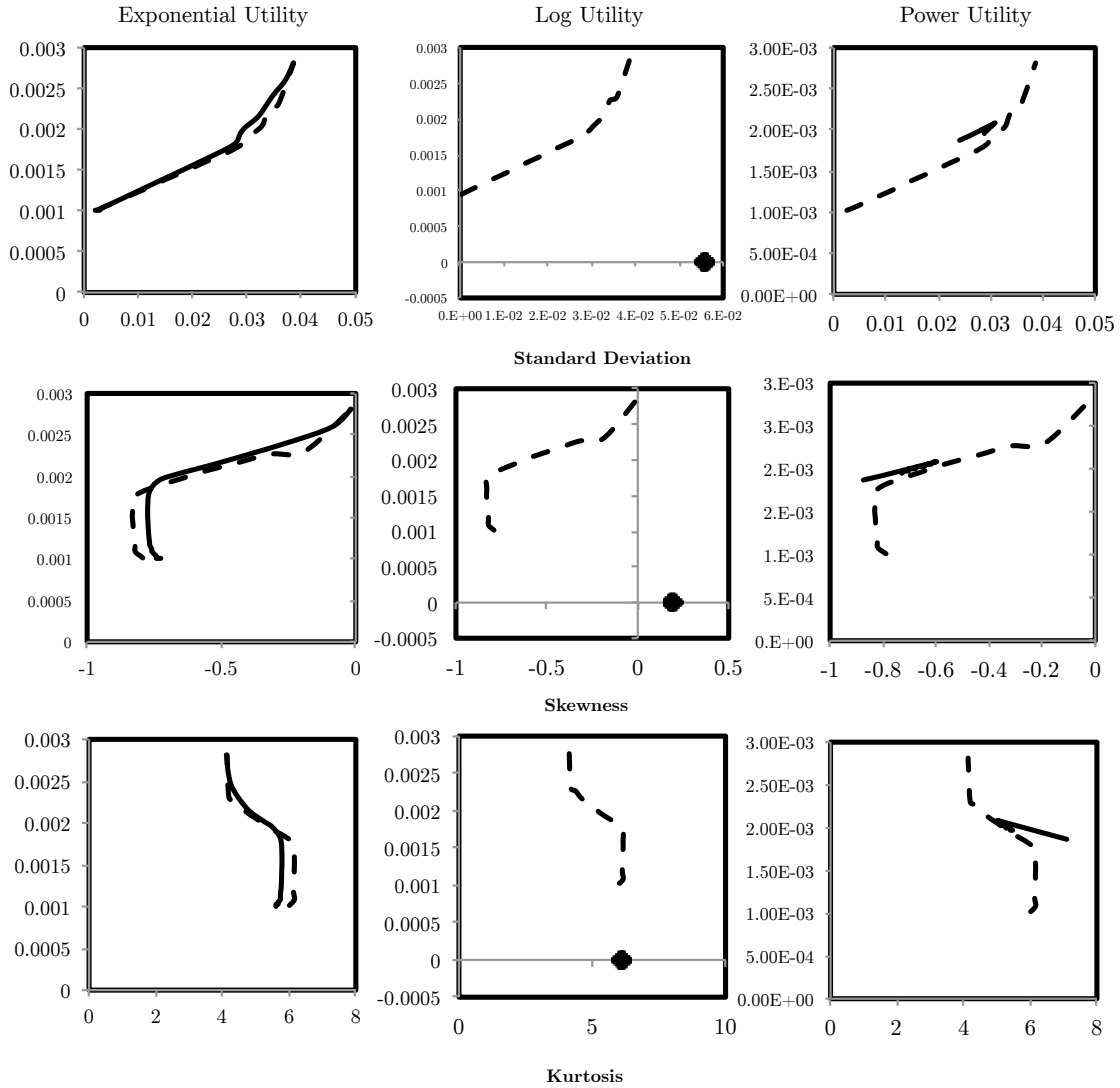 Exponential Utility
Log Utility
Power Utility
0.003
0.0025
0.002
0.0015
0.001
0.0005
0
0 0.01 0.02 0.03 0.04 0.05
0.003
0.0025
0.002
0.0015
0.001
0.0005
0
-0.0005
0.E+00 1.E-02 2.E-02 3.E-02 4.E-02 5.E-02 6.E-02
3.00E-03
2.50E-03
2.00E-03
1.50E-03
1.00E-03
5.00E-04
0.00E+00
0 0.01 0.02 0.03 0.04 0.05
Standard Deviation
0.003
0.0025
0.002
0.0015
0.001
0.0005
0
-1 -0.5 0
0.003
0.0025
0.002
0.0015
0.001
0.0005
0
-0.0005
-1 -0.5 0 0.5
3.E-03
3.E-03
2.E-03
2.E-03
1.E-03
5.E-04
0.E+00
-1 -0.8 -0.6 -0.4 -0.2 0
Skewness
0.003
0.0025
0.002
0.0015
0.001
0.0005
0
0 2 4 6 8
0.003
0.0025
0.002
0.0015
0.001
0.0005
0
-0.0005
0 5 10
3.00E-03
2.50E-03
2.00E-03
1.50E-03
1.00E-03
5.00E-04
0.00E+00
0 2 4 6 8
Kurtosis